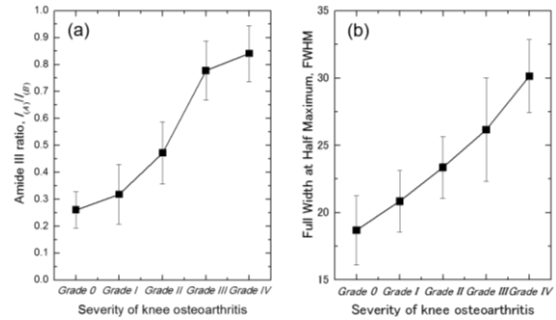 (a)
Amide III ratio, I(A)/I(B)
1.0
0.9
0.8
0.7
0.6
0.5
0.4
0.3
0.2
0.1
0.0
Grade 0 Grade I Grade II Grade III Grade IV
Severity of knee osteoarthritis
(b)
Full Width at Half Maximum, FWHM
35
30
25
20
15
Grade 0 Grade I Grade II Grade III Grade IV
Severity of knee osteoarthritis